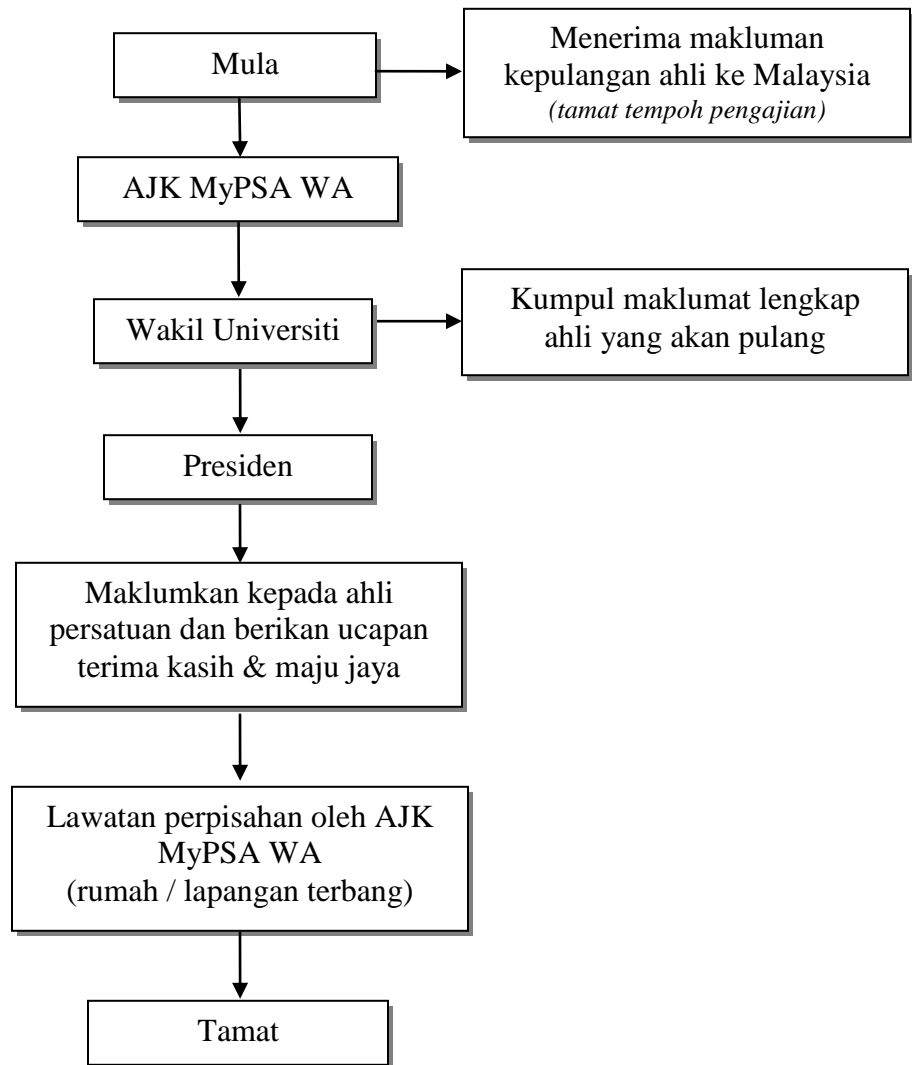 Mula
Menerima makluman
kepulangan ahli ke Malaysia
(tamat tempoh pengajian)
AJK MyPSA WA
Wakil Universiti
Kumpul maklumat lengkap
ahli yang akan pulang
Presiden
Maklumkan kepada ahli
persatuan dan berikan ucapan
terima kasih & maju jaya
Lawatan perpisahan oleh AJK
MyPSA WA
(rumah / lapangan terbang)
Tamat